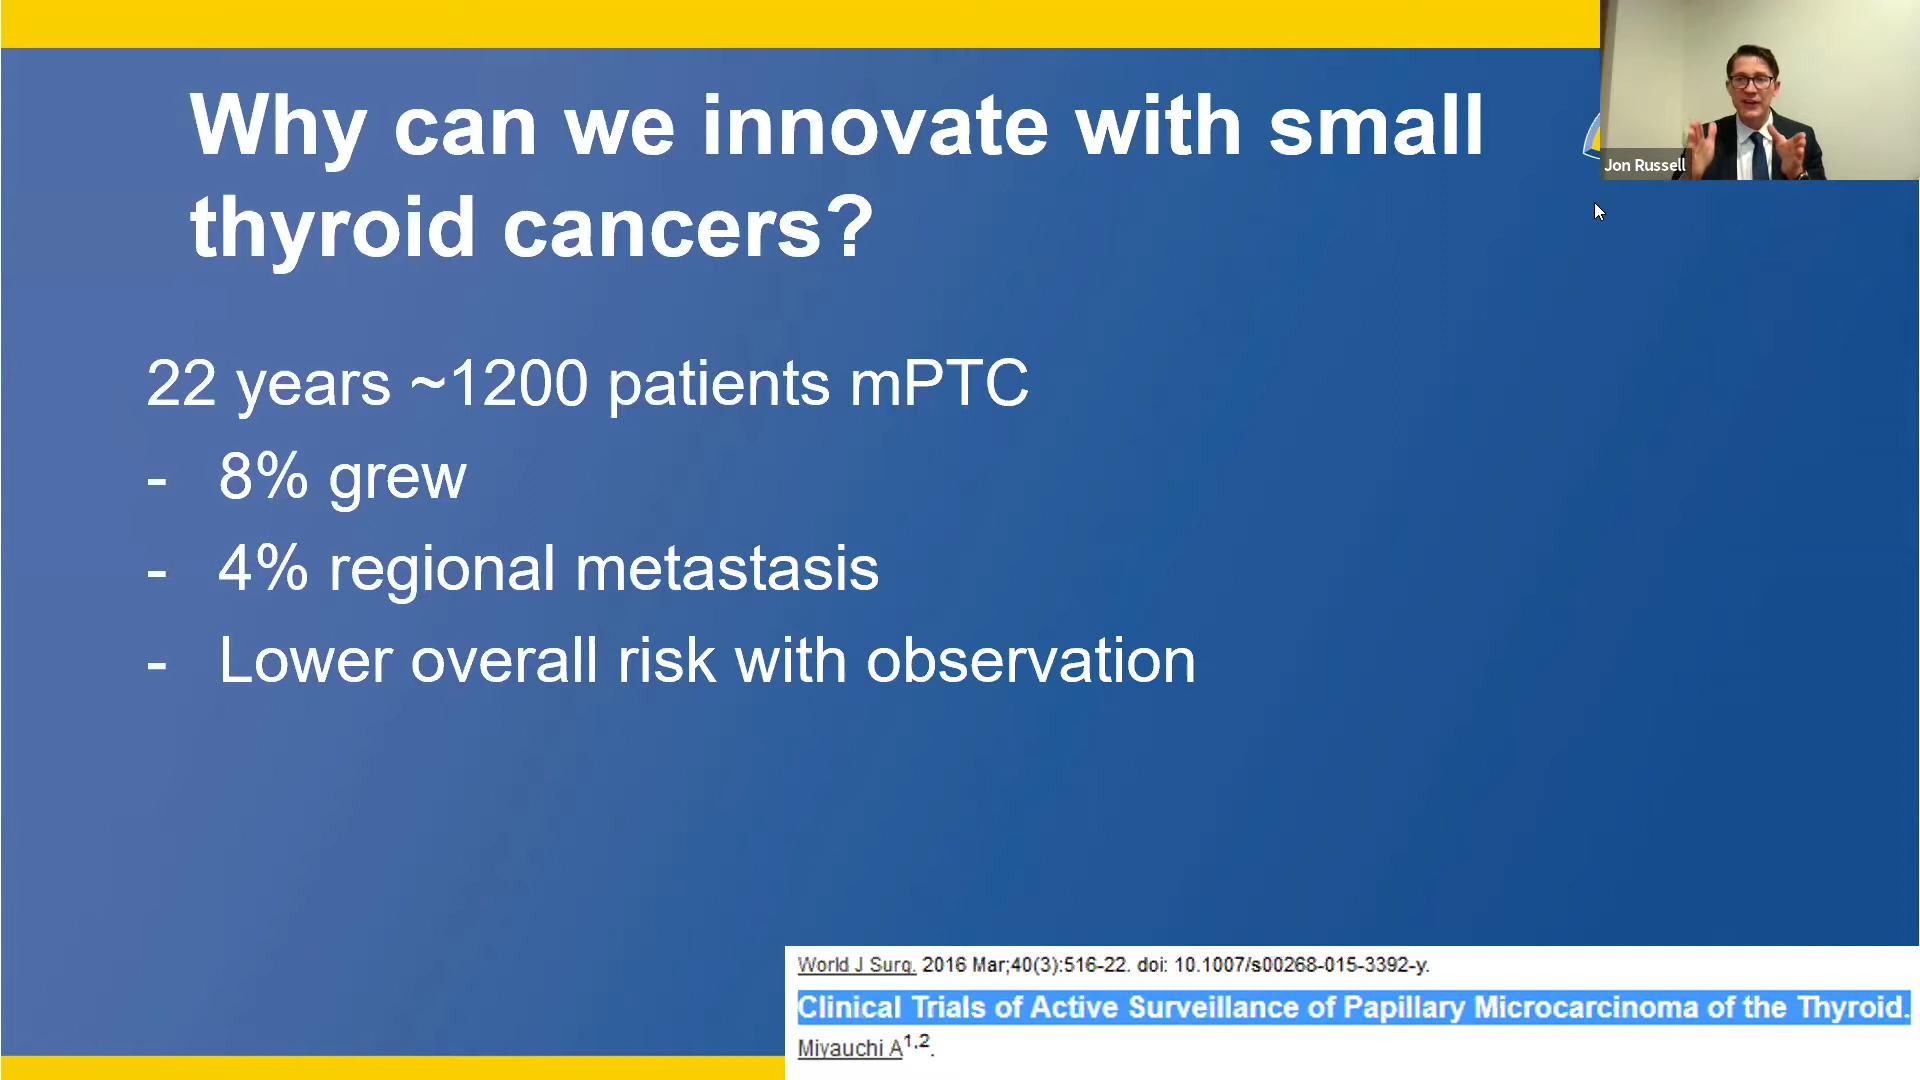 Why can we innovate with small
thyroid cancers?
Jon Russell
22 years ~1200 patients mPTC
- 8% grew
- 4% regional metastasis
- Lower overall risk with observation
World J Surg. 2016 Mar;40(3):516-22. doi: 10.1007/s00268-015-3392-y.
Clinical Trials of Active Surveillance of Papillary Microcarcinoma of the Thyroid.
Miyauchi A1,2.